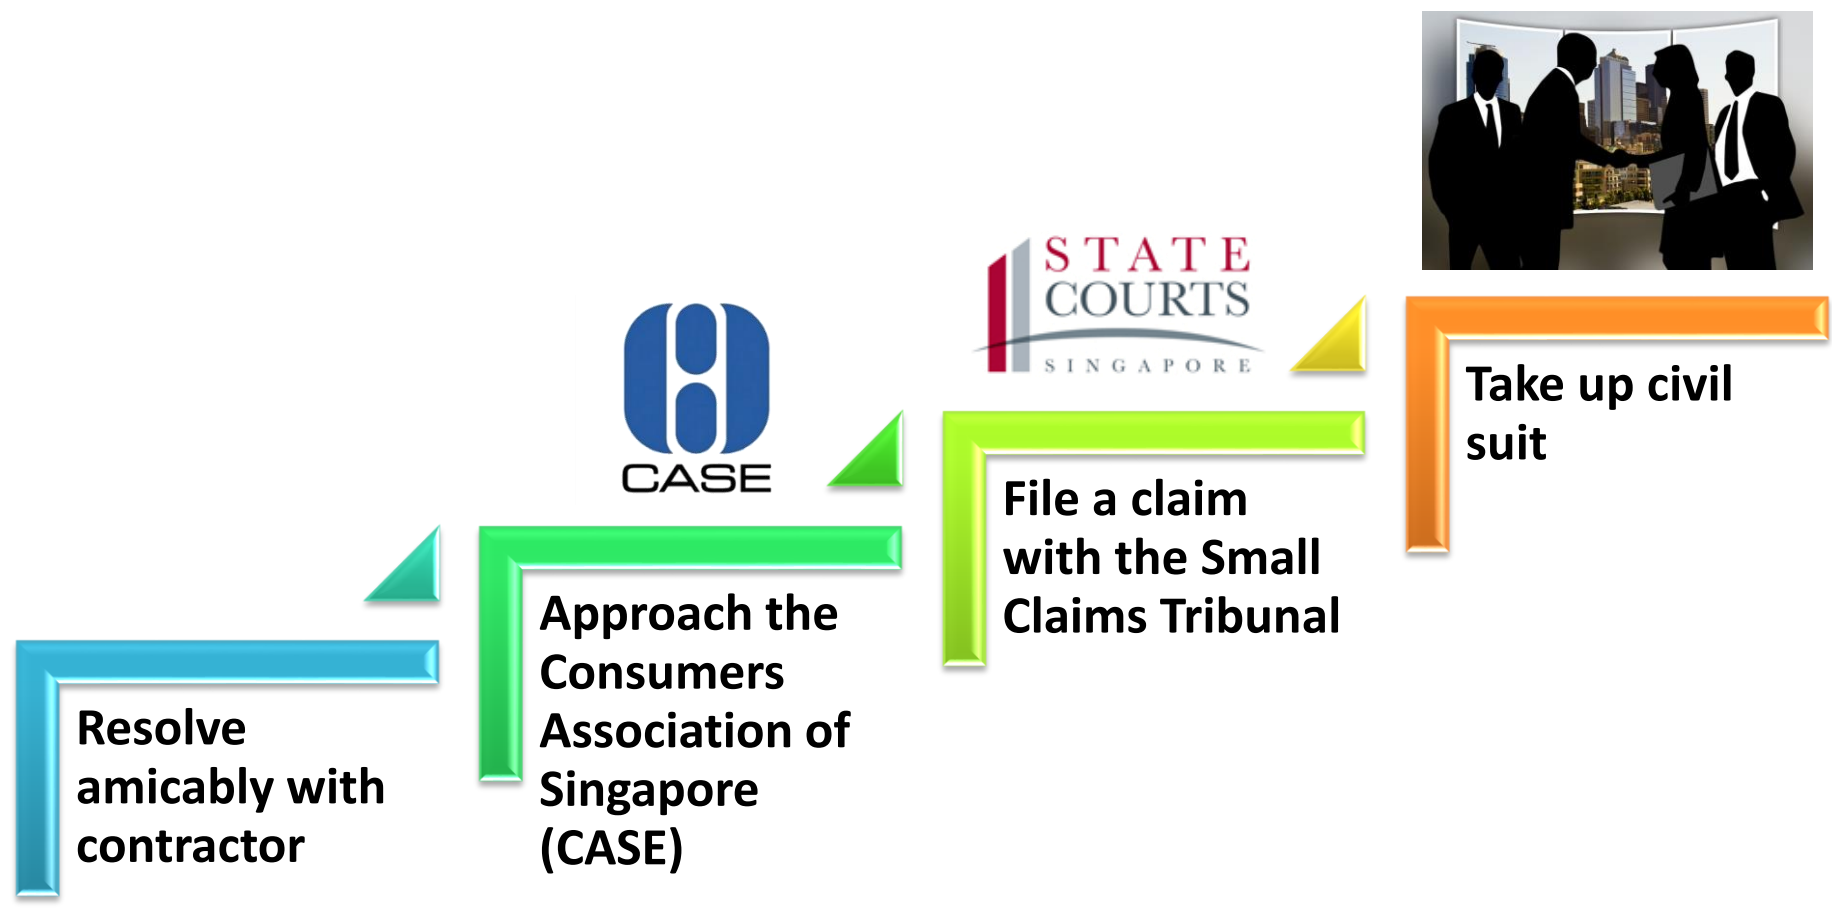 Resolve
amicably with
contractor
CASE
Approach the
Consumers
Association of
Singapore
(CASE)
STATE
COURTS
SINGAPORE
File a claim
with the Small
Claims Tribunal
Take up civil
suit